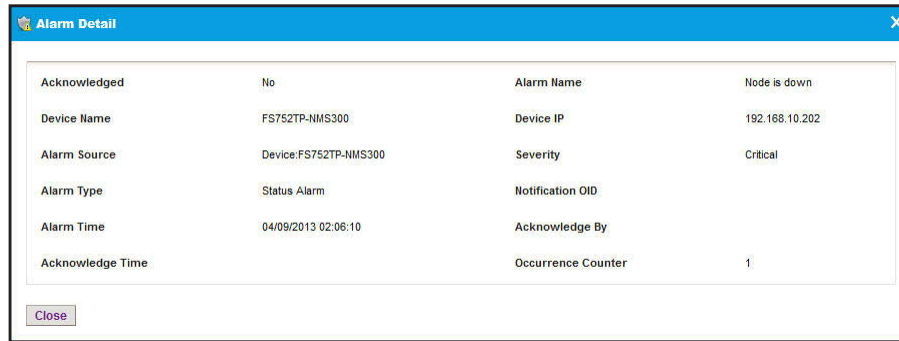 Alarm Detail X
Acknowledged No Alarm Name Node is down
Device Name FS752TP-NMS300 Device IP 192.168.10.202
Alarm Source Device:FS752TP-NMS300 Severity Critical
Alarm Type Status Alarm Notification OID
Alarm Time 04/09/2013 02:06:10 Acknowledge By
Acknowledge Time Occurrence Counter 1
Close